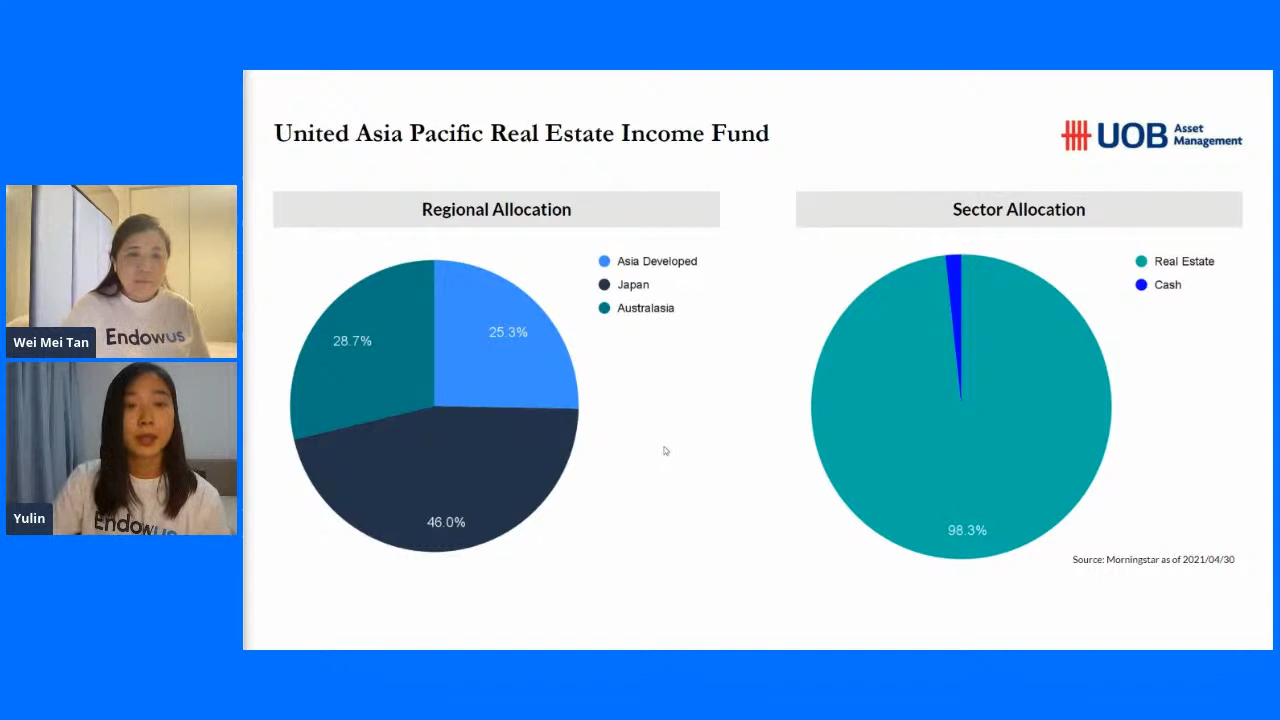 United Asia Pacific Real Estate Income Fund
UOB Asset Management
Regional Allocation
Asia Developed
Japan
Australasia
28.7%
25.3%
46.0%
Sector Allocation
Real Estate
Cash
98.3%
Source: Morningstar as of 2021/04/30
Endowus
Wei Mei Tan
Endowus
Yulin